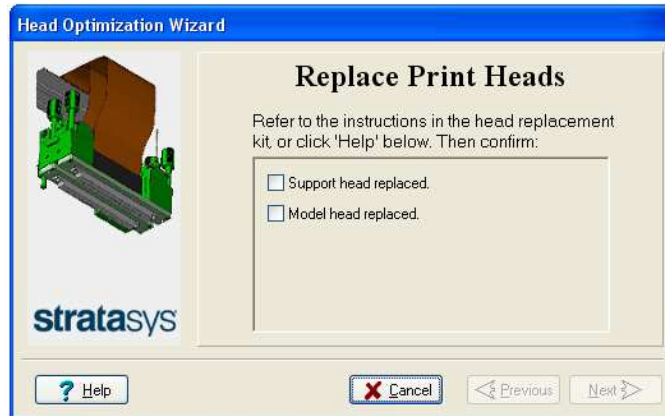 Head Optimization Wizard
Replace Print Heads
Refer to the instructions in the head replacement
kit, or click 'Help' below. Then confirm:
Support head replaced.
Model head replaced.
stratasys
? Help
Cancel
Previous
Next